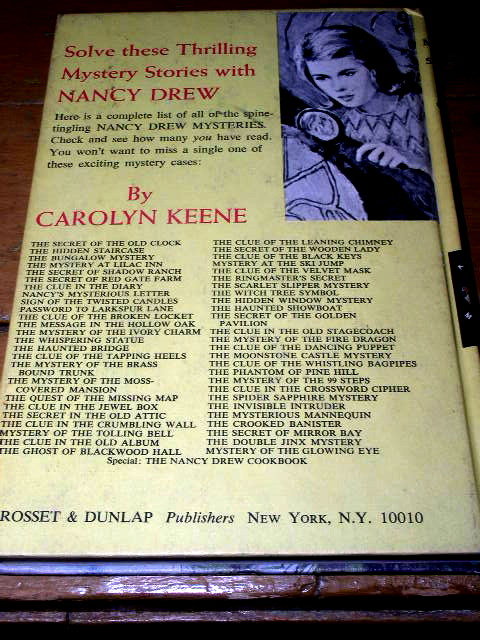 Solve these Thrilling
Mystery Stories with
NANCY DREW
Here is a complete list of all of the spine-
tingling NANCY DREW MYSTERIES.
Check and see how many you have read.
You won't want to miss a single one of
these exciting mystery cases:
By
CAROLYN KEENE
THE SECRET OF THE OLD CLOCK
THE HIDDEN STAIRCASE
THE BUNGALOW MYSTERY
THE MYSTERY AT LILAC INN
THE SECRET OF SHADOW RANCH
THE SECRET OF RED GATE FARM
THE CLUE IN THE DIARY
NANCY'S MYSTERIOUS LETTER
SIGN OF THE TWISTED CANDLES
PASSWORD TO LARKSPUR LANE
THE CLUE OF THE BROKEN LOCKET
THE MESSAGE IN THE HOLLOW OAK
THE MYSTERY OF THE IVORY CHARM
THE WHISPERING STATUE
THE HAUNTED BRIDGE
THE CLUE OF THE TAPPING HEELS
THE MYSTERY OF THE BRASS
BOUND TRUNK
THE MYSTERY OF THE MOSS-
COVERED MANSION
THE QUEST OF THE MISSING MAP
THE CLUE IN THE JEWEL BOX
THE SECRET IN THE OLD ATTIC
THE CLUE IN THE CRUMBLING WALL
MYSTERY OF THE TOLLING BELL
THE CLUE IN THE OLD ALBUM
THE GHOST OF BLACKWOOD HALL
THE CLUE OF THE LEANING CHIMNEY
THE SECRET OF THE WOODEN LADY
THE CLUE OF THE BLACK KEYS
MYSTERY AT THE SKI JUMP
THE CLUE OF THE VELVET MASK
THE RINGMASTER'S SECRET
THE SCARLET SLIPPER MYSTERY
THE WITCH TREE SYMBOL
THE HIDDEN WINDOW MYSTERY
THE HAUNTED SHOWBOAT
THE SECRET OF THE GOLDEN
PAVILION
THE CLUE IN THE OLD STAGECOACH
THE MYSTERY OF THE FIRE DRAGON
THE CLUE OF THE DANCING PUPPET
THE MOONSTONE CASTLE MYSTERY
THE CLUE OF THE WHISTLING BAGPIPES
THE PHANTOM OF PINE HILL
THE MYSTERY OF THE 99 STEPS
THE CLUE IN THE CROSSWORD CIPHER
THE SPIDER SAPPHIRE MYSTERY
THE INVISIBLE INTRUDER
THE MYSTERIOUS MANNEQUIN
THE CROOKED BANISTER
THE SECRET OF MIRROR BAY
THE DOUBLE JINX MYSTERY
MYSTERY OF THE GLOWING EYE
Special: THE NANCY DREW COOKBOOK
ROSSET & DUNLAP Publishers NEW YORK, N.Y. 10010